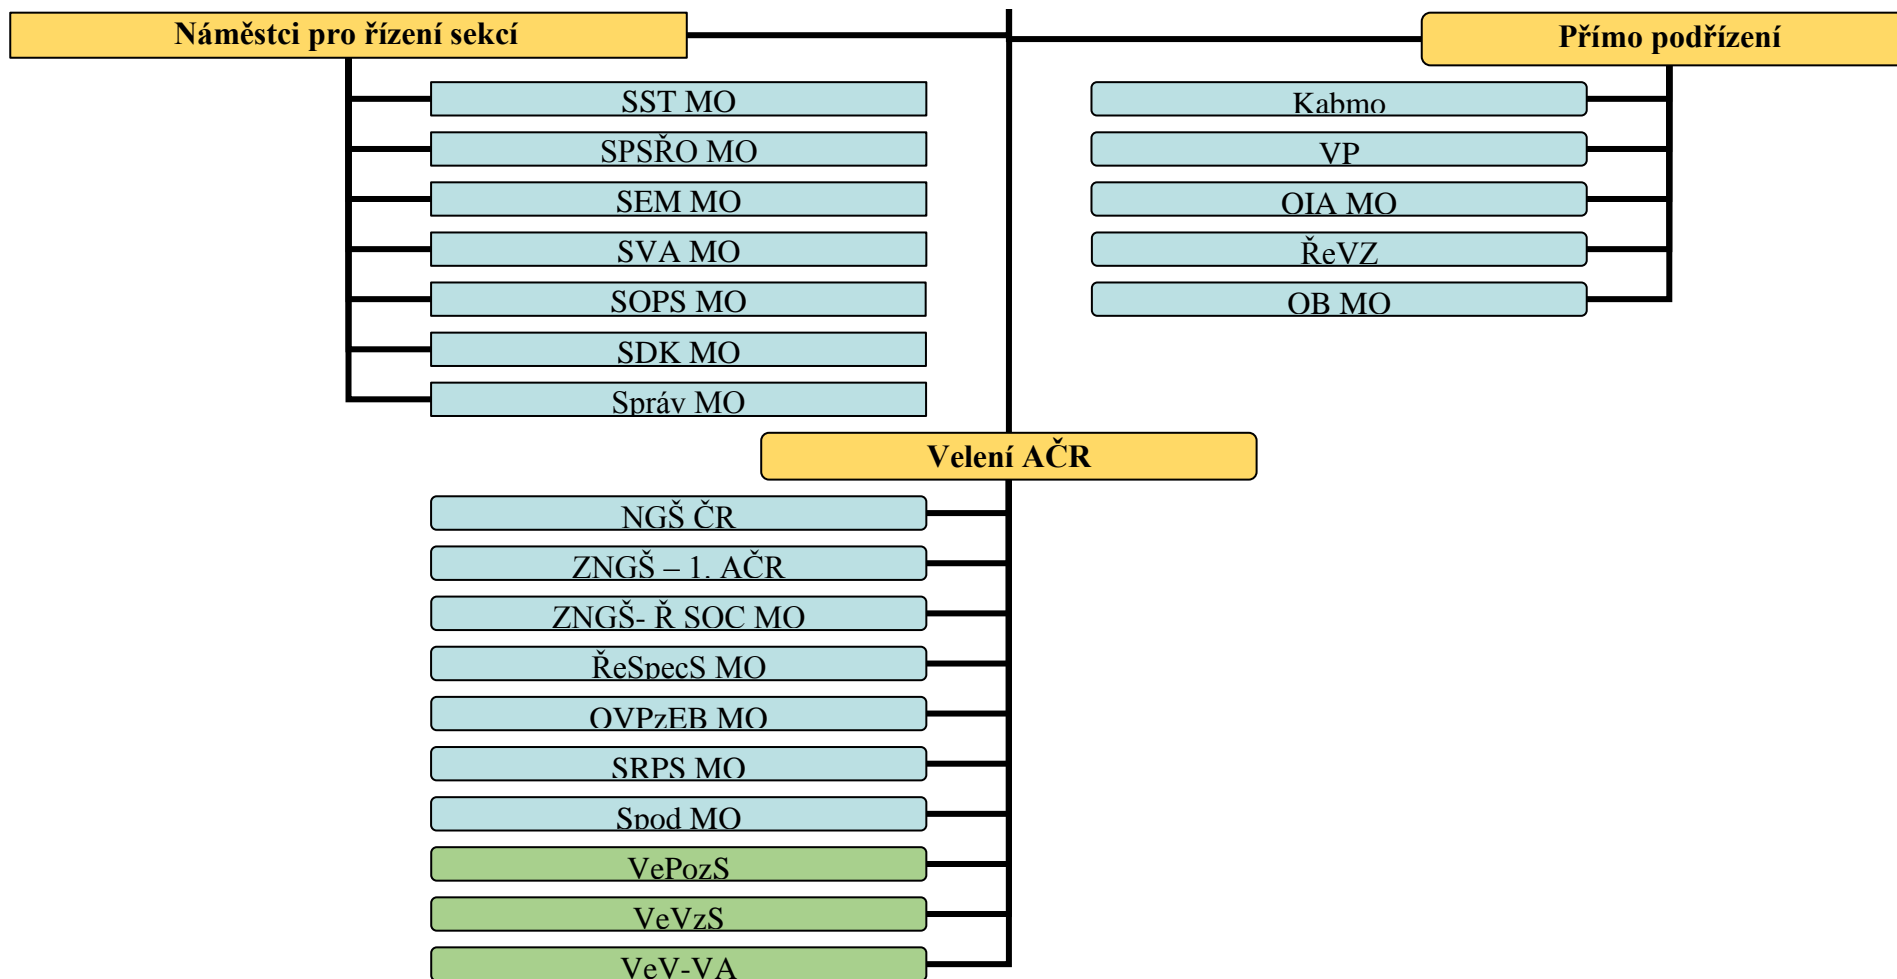 Náměstci pro řízení sekcí
SST MO
SPSŘO MO
SEM MO
SVA MO
SOPS MO
SDK MO
Správ MO
Přímo podřízení
Kabmo
VP
OIA MO
ŘeVZ
OB MO
Velení AČR
NGŠ ČR
ZNGŠ – 1. AČR
ZNGŠ- Ř SOC MO
ŘeSpecS MO
OVPzEB MO
SRPS MO
Spod MO
VePozS
VeVzS
VeV-VA